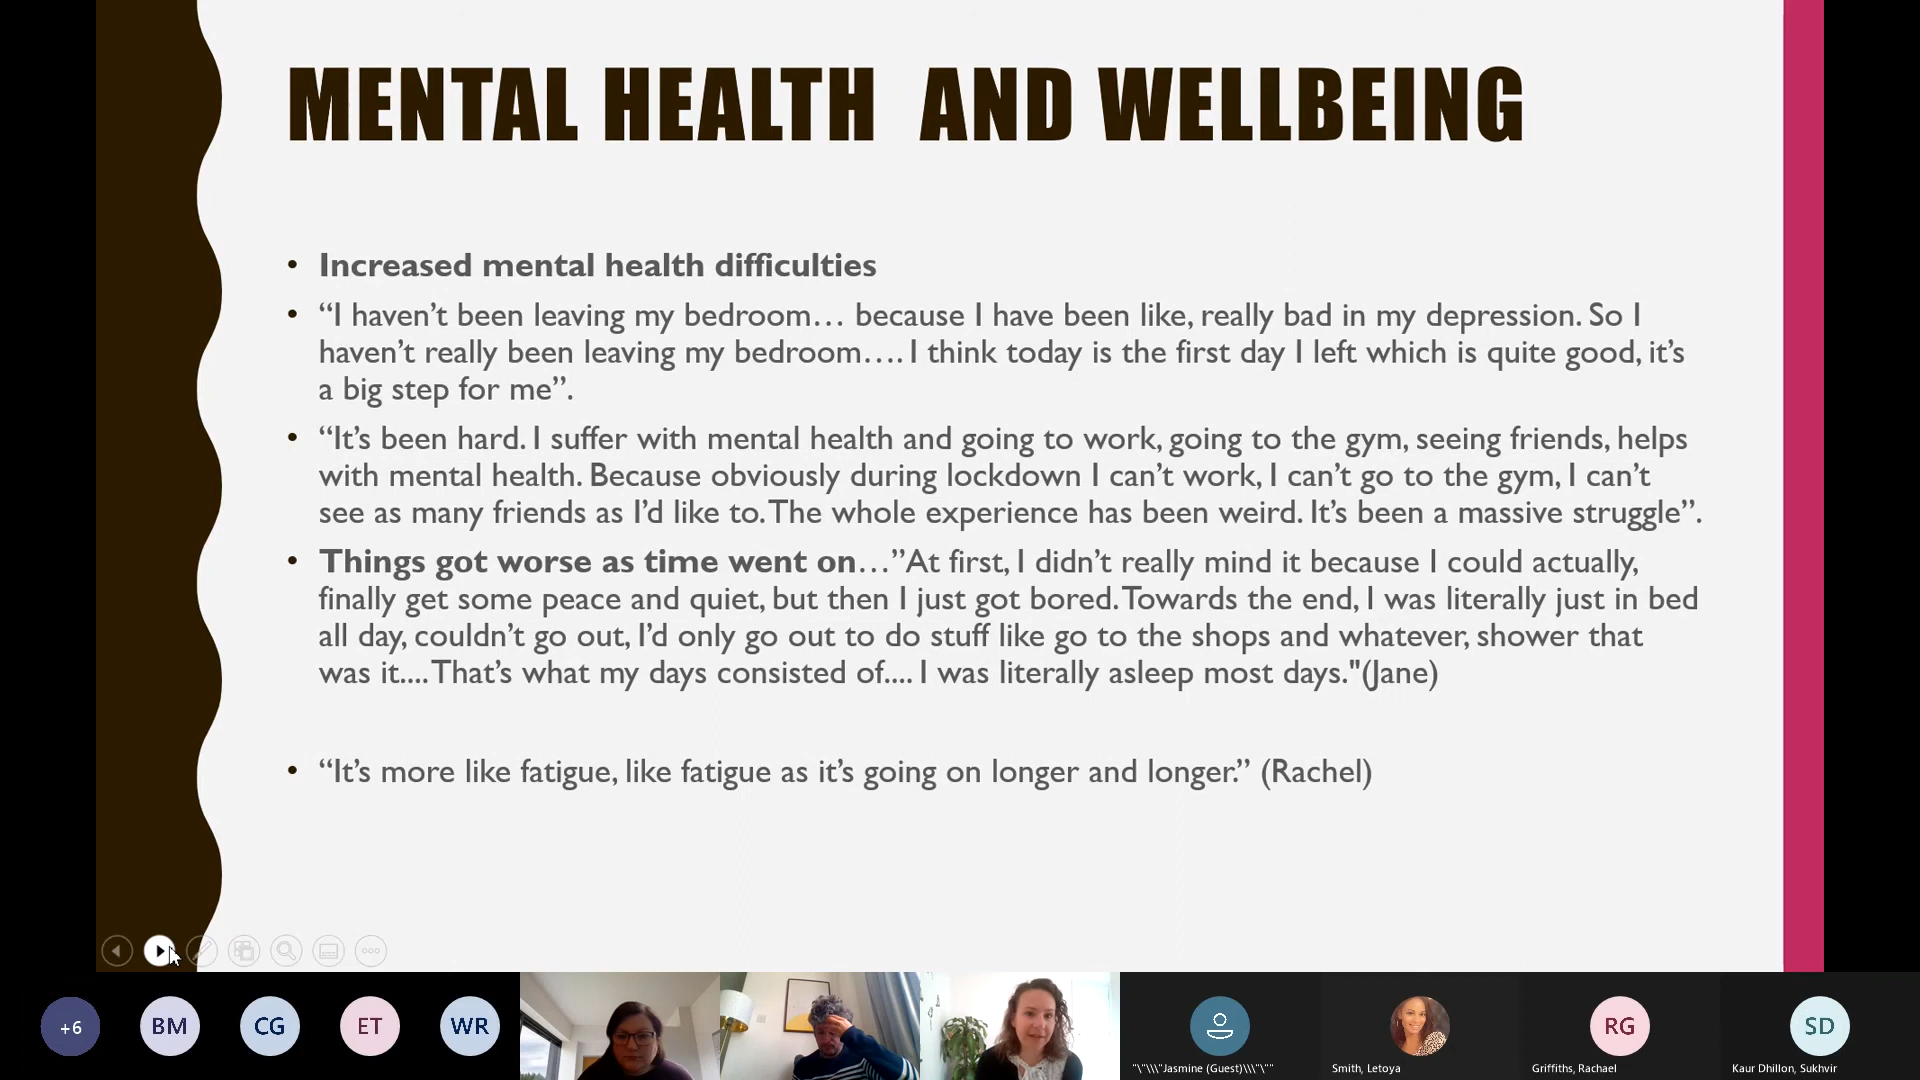 MENTAL HEALTH  AND WELLBEING
• Increased mental health difficulties
• “I haven’t been leaving my bedroom… because I have been like, really bad in my depression. So I
haven’t really been leaving my bedroom…. I think today is the first day I left which is quite good, it’s
a big step for me”.
• “It’s been hard. I suffer with mental health and going to work, going to the gym, seeing friends, helps
with mental health. Because obviously during lockdown I can’t work, I can’t go to the gym, I can’t
see as many friends as I’d like to. The whole experience has been weird. It’s been a massive struggle”.
• Things got worse as time went on…”At first, I didn’t really mind it because I could actually,
finally get some peace and quiet, but then I just got bored. Towards the end, I was literally just in bed
all day, couldn’t go out, I’d only go out to do stuff like go to the shops and whatever, shower that
was it.... That’s what my days consisted of.... I was literally asleep most days."(Jane)
• “It’s more like fatigue, like fatigue as it’s going on longer and longer.” (Rachel)
+6 BM CG ET WR RG SD
"\"\\\"Jasmine (Guest)\\\"\"" Smith, Letoya Griffiths, Rachael Kaur Dhillon, Sukhvir